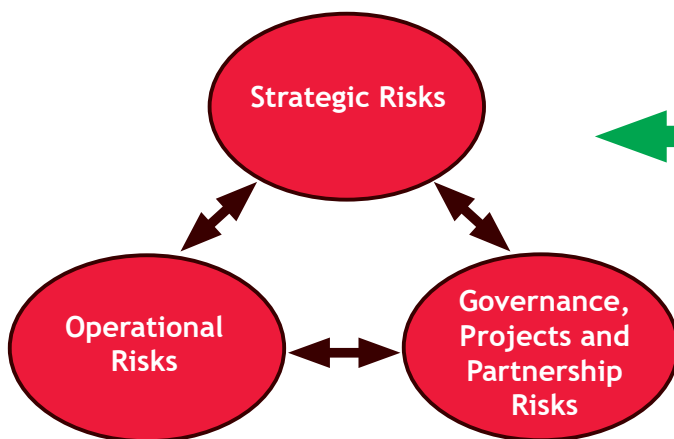 Strategic Risks
Operational
Risks
Governance,
Projects and
Partnership
Risks